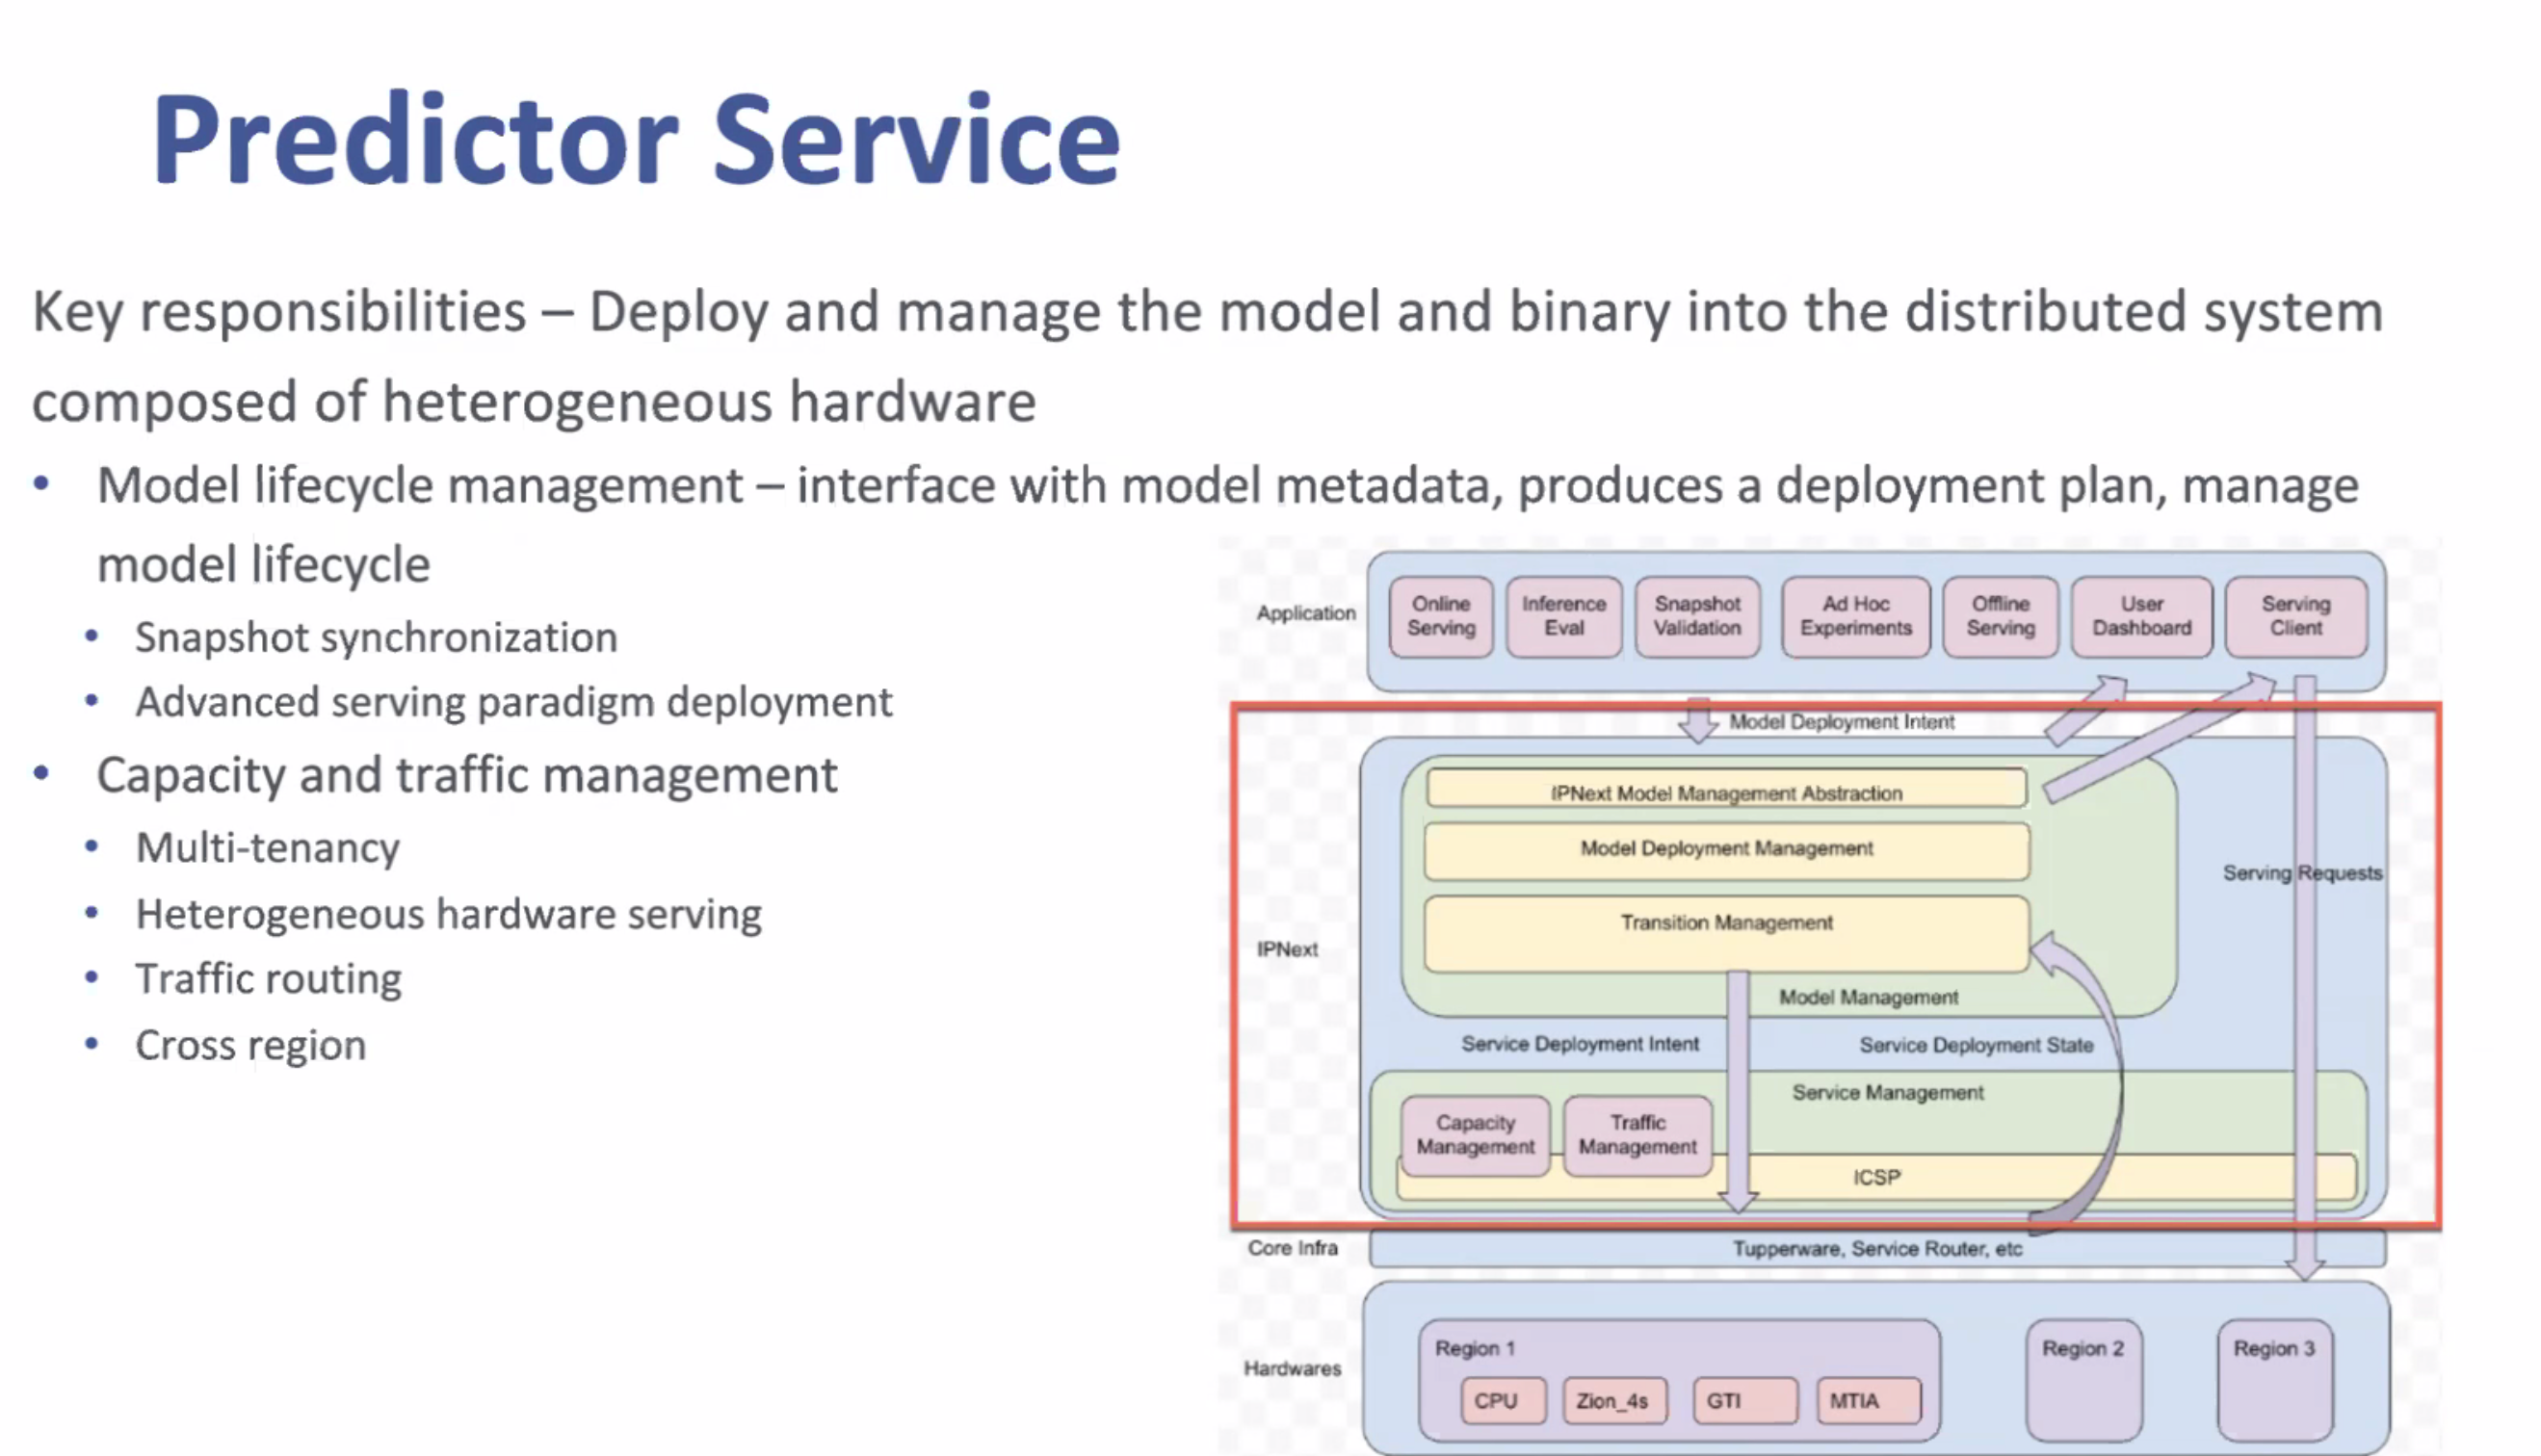 Predictor Service
Key responsibilities – Deploy and manage the model and binary into the distributed system
composed of heterogeneous hardware
• Model lifecycle management – interface with model metadata, produces a deployment plan, manage
model lifecycle
• Snapshot synchronization
• Advanced serving paradigm deployment
• Capacity and traffic management
• Multi-tenancy
• Heterogeneous hardware serving
• Traffic routing
• Cross region
Application
Online
Serving
Inference
Eval
Snapshot
Validation
Ad Hoc
Experiments
Offline
Serving
User
Dashboard
Serving
Client
Model Deployment Intent
IPNext
IPNext Model Management Abstraction
Model Deployment Management
Transition Management
Model Management
Serving Requests
Service Deployment Intent
Service Deployment State
Service Management
Capacity
Management
Traffic
Management
ICSP
Core Infra
Tupperware, Service Router, etc
Hardwares
Region 1
CPU
Zion_4s
GTI
MTIA
Region 2
Region 3